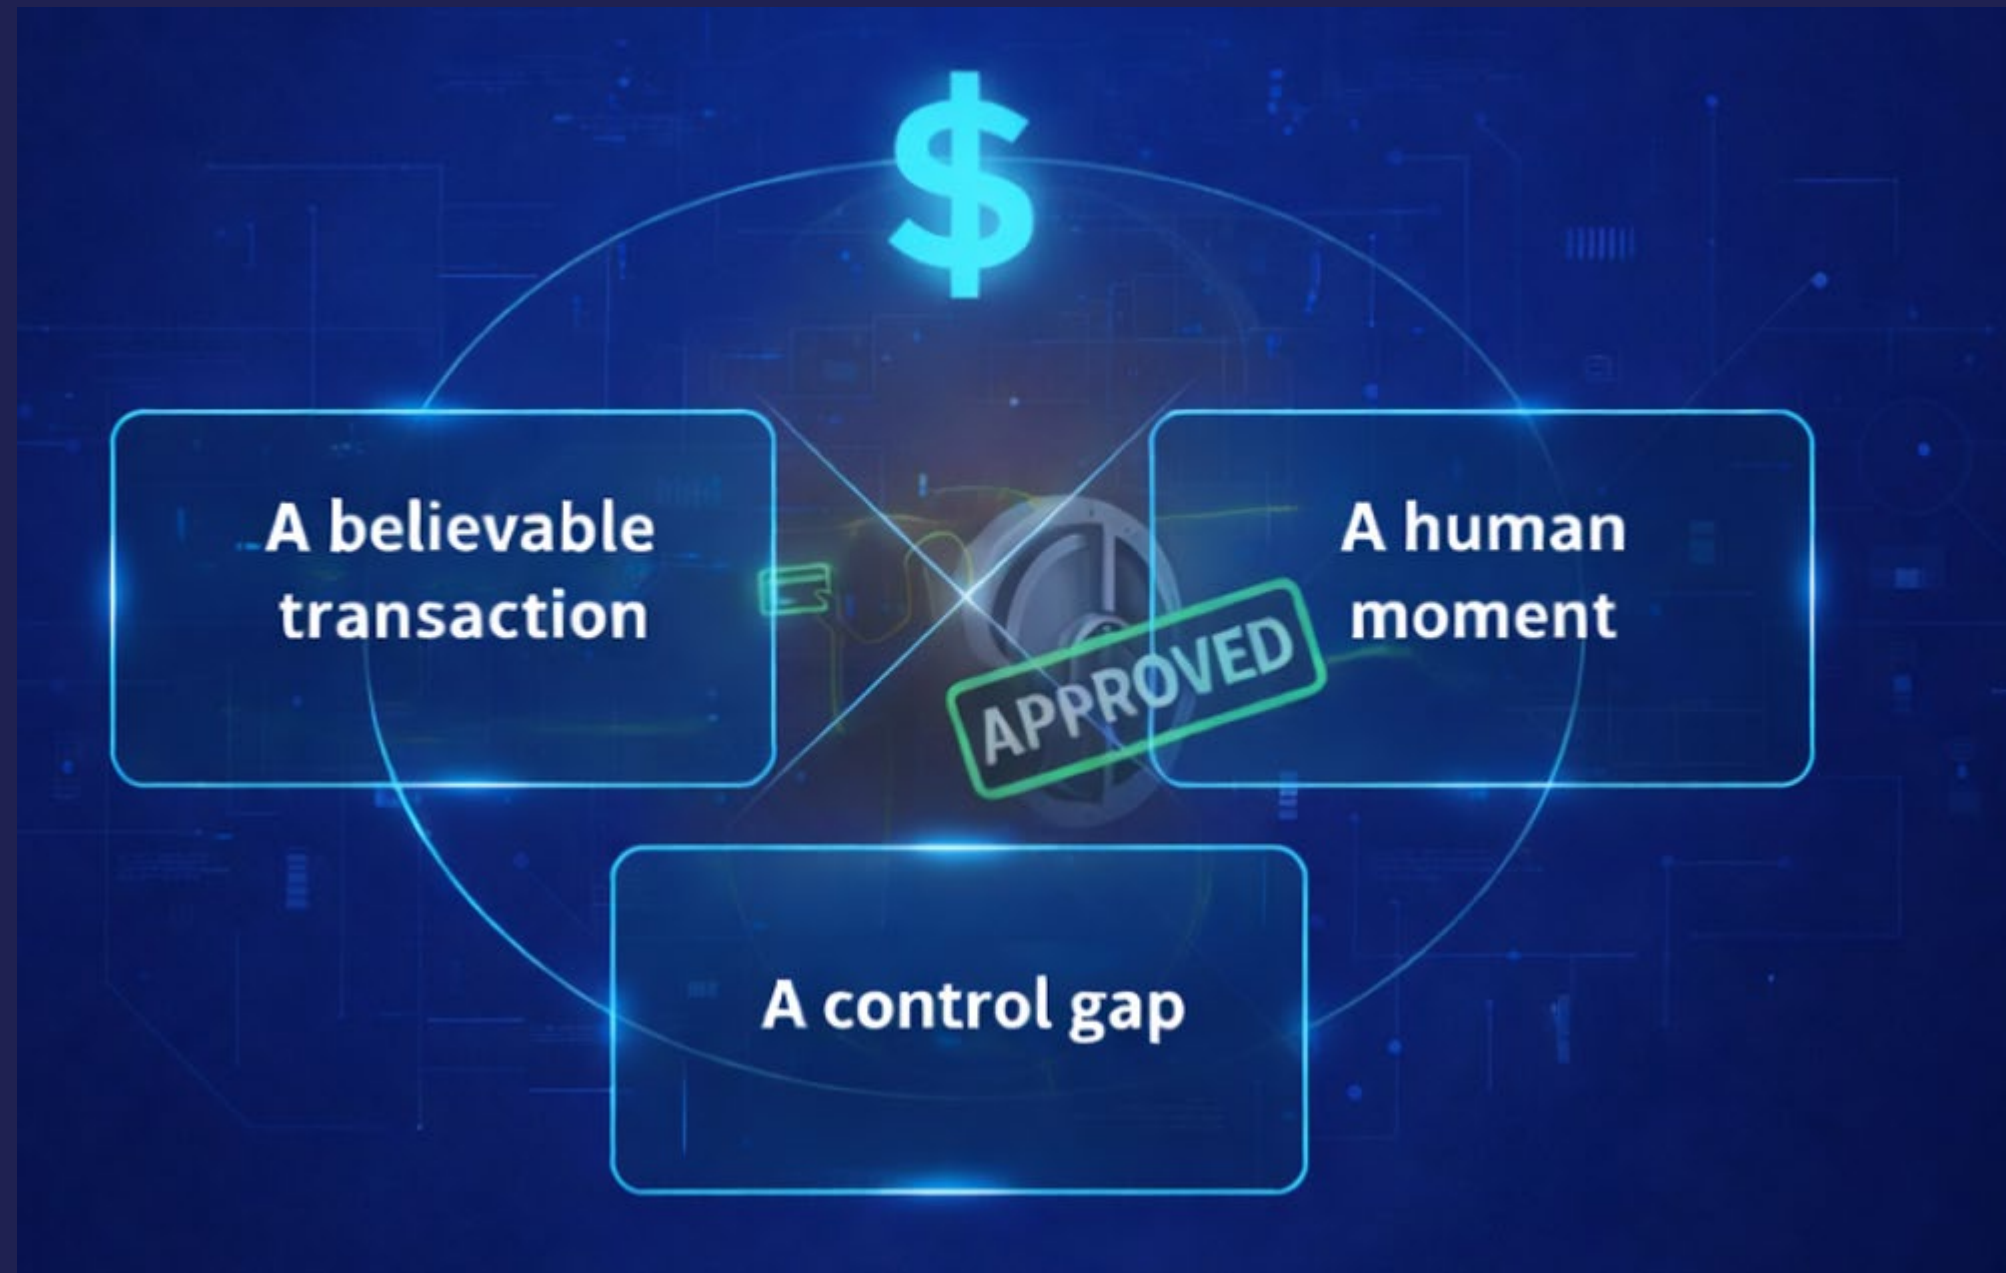 $
A believable
transaction
A human
moment
APPROVED
A control gap